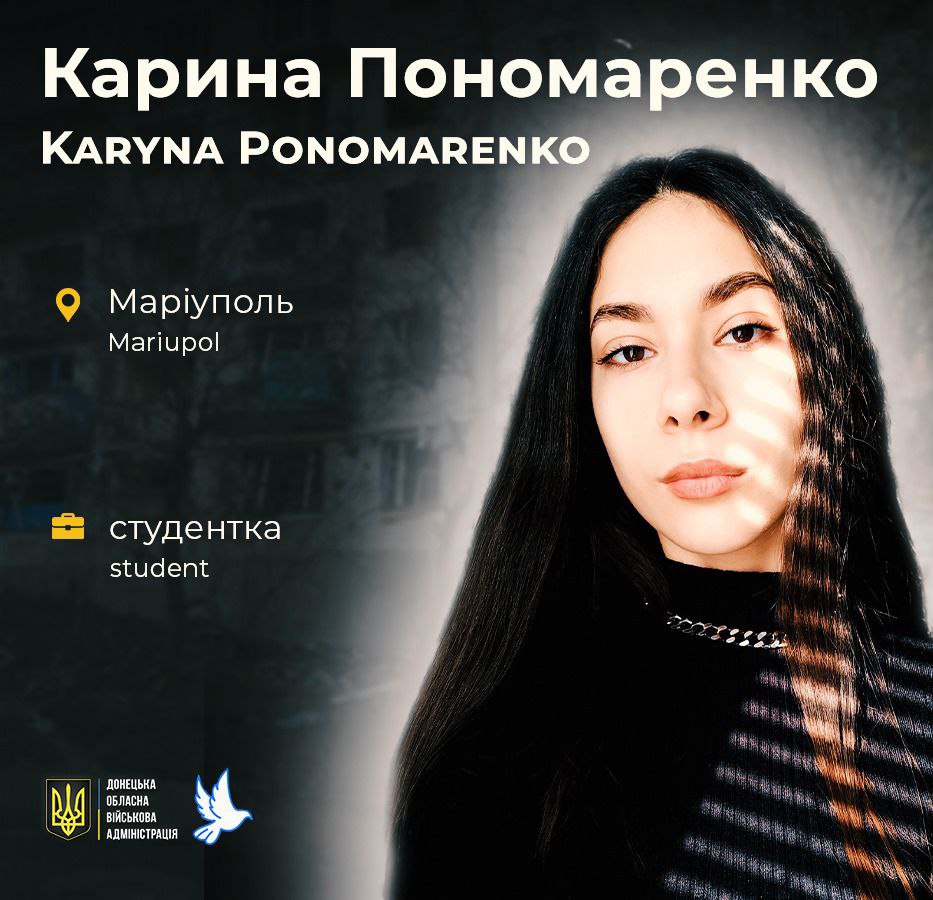 Карина Пономаренко
KARYNA PONOMARENKO
Маріуполь
Mariupol
студентка
student
ДОНЕЦЬКА
ОБЛАСНА
ВІЙСЬКОВА
АДМІНІСТРАЦІЯ